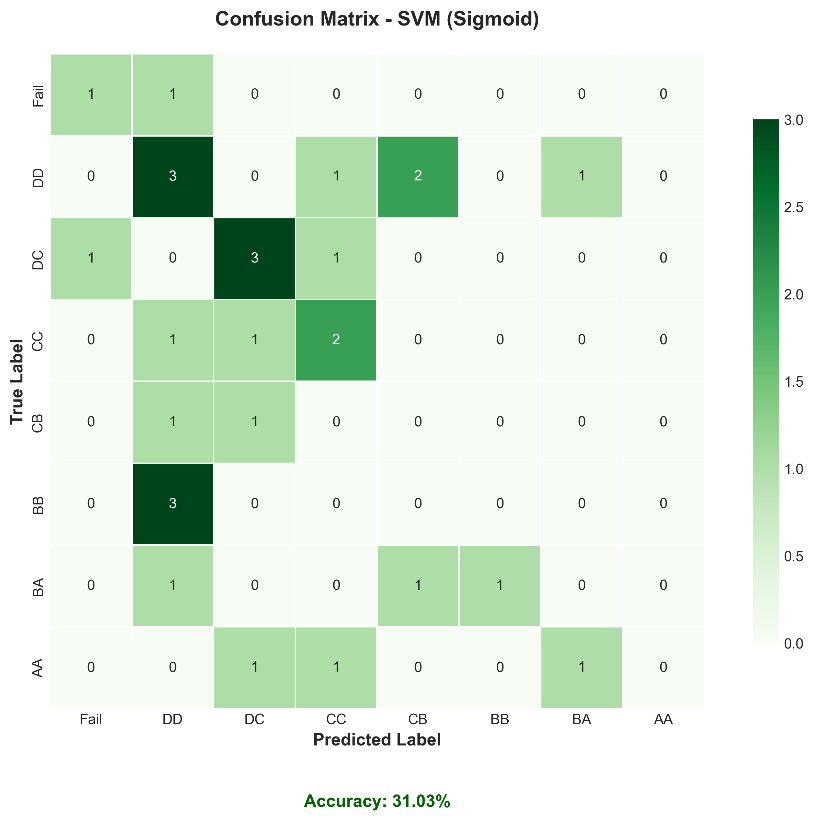 Confusion Matrix - SVM (Sigmoid)
True Label
Fail 1 1 0 0 0 0 0 0
DD 0 3 0 1 2 0 1 0
DC 1 0 3 1 0 0 0 0
CC 0 1 1 2 0 0 0 0
CB 0 1 1 0 0 0 0 0
BB 0 3 0 0 0 0 0 0
BA 0 1 0 0 1 1 0 0
AA 0 0 1 1 0 0 1 0
Fail DD DC CC CB BB BA AA
Predicted Label
3.0
2.5
2.0
1.5
1.0
0.5
0.0
Accuracy: 31.03%